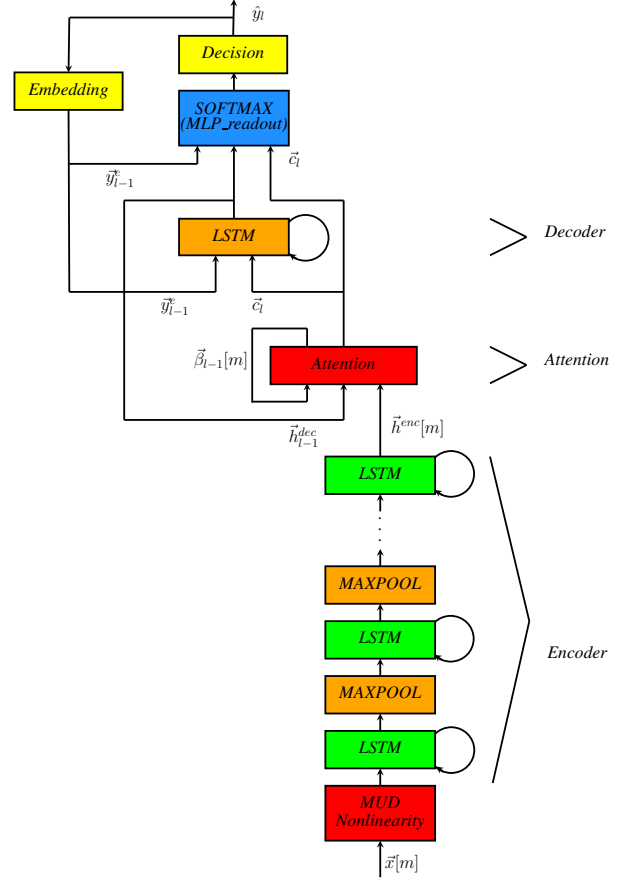 ŷ_l
Decision
Embedding
SOFTMAX
(MLP_readout)
c⃗_l
y⃗^e_{l−1}
LSTM
Decoder
y⃗^e_{l−1}
c⃗_l
β⃗_{l−1}[m]
Attention
Attention
h⃗^{dec}_{l−1}
h⃗^{enc}[m]
LSTM
MAXPOOL
LSTM
Encoder
MAXPOOL
LSTM
MUD
Nonlinearity
x⃗[m]